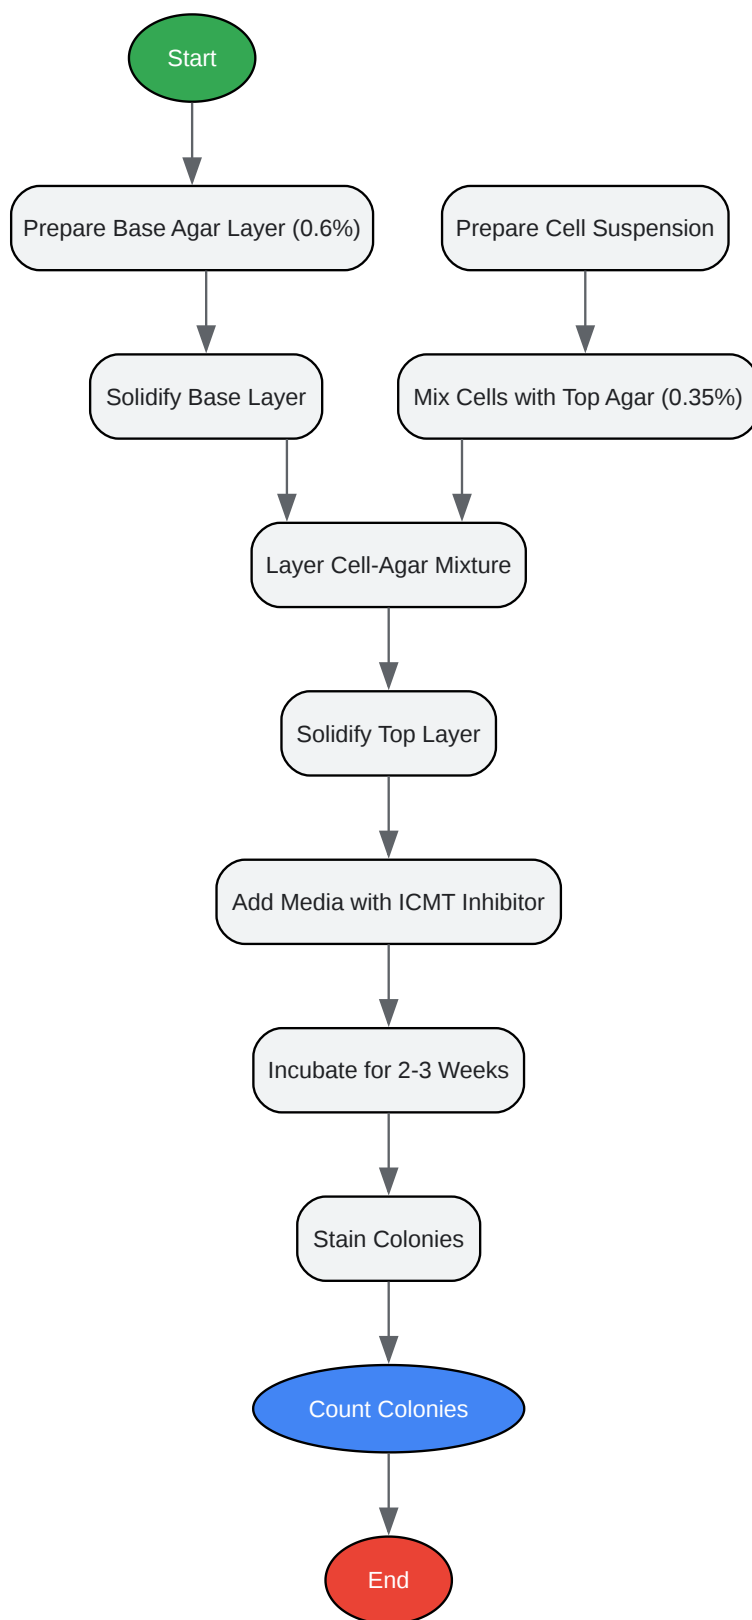 Start
Prepare Base Agar Layer (0.6%)
Prepare Cell Suspension
Solidify Base Layer
Mix Cells with Top Agar (0.35%)
Layer Cell-Agar Mixture
Solidify Top Layer
Add Media with ICMT Inhibitor
Incubate for 2-3 Weeks
Stain Colonies
Count Colonies
End